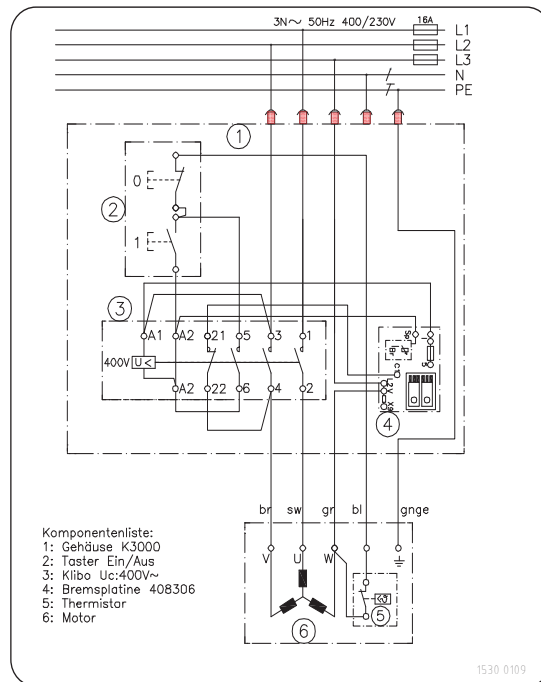 3N~ 50Hz 400/230V
16A
L1
L2
L3
N
PE
1
0
2
1
3
A1
A2
21
5
3
1
400V
U<
A2
22
6
4
2
4
br
sw
gr
bl
gnge
V
U
W
5
6
Komponentenliste:
1: Gehäuse K3000
2: Taster Ein/Aus
3: Klibo Uc:400V~
4: Bremsplatine 408306
5: Thermistor
6: Motor
1530 0109